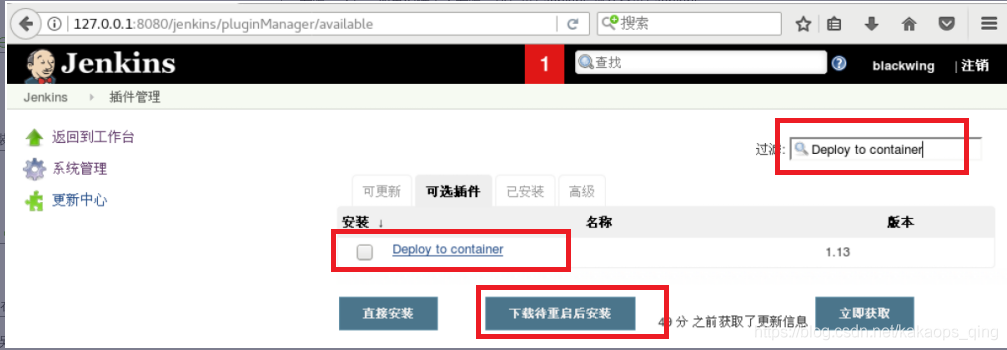 127.0.0.1:8080/jenkins/pluginManager/available
搜索
Jenkins
1
查找
blackwing
| 注销
Jenkins
插件管理
返回到工作台
系统管理
更新中心
过滤:
Deploy to container
可更新
可选插件
已安装
高级
安装 ↓
名称
版本
Deploy to container
1.13
直接安装
下载待重启后安装
49 分 之前获取了更新信息
立即获取
https://blog.csdn.net/kakaops_qing